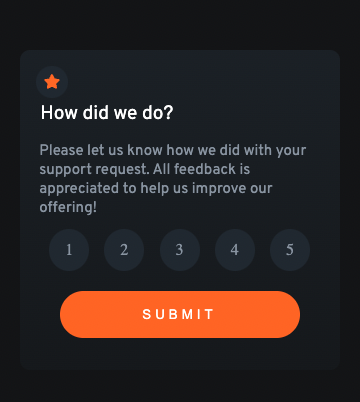 How did we do?
Please let us know how we did with your
support request. All feedback is
appreciated to help us improve our
offering!
1 2 3 4 5
SUBMIT